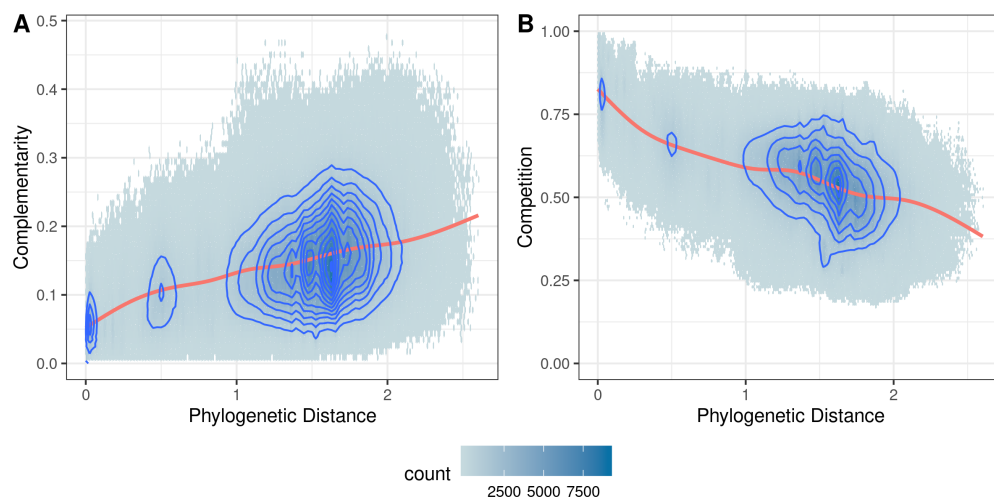 A
0.5
0.4
0.3
0.2
0.1
0.0
Complementarity
0 1 2
Phylogenetic Distance
B
1.00
0.75
0.50
0.25
0.00
Competition
0 1 2
Phylogenetic Distance
count
2500 5000 7500